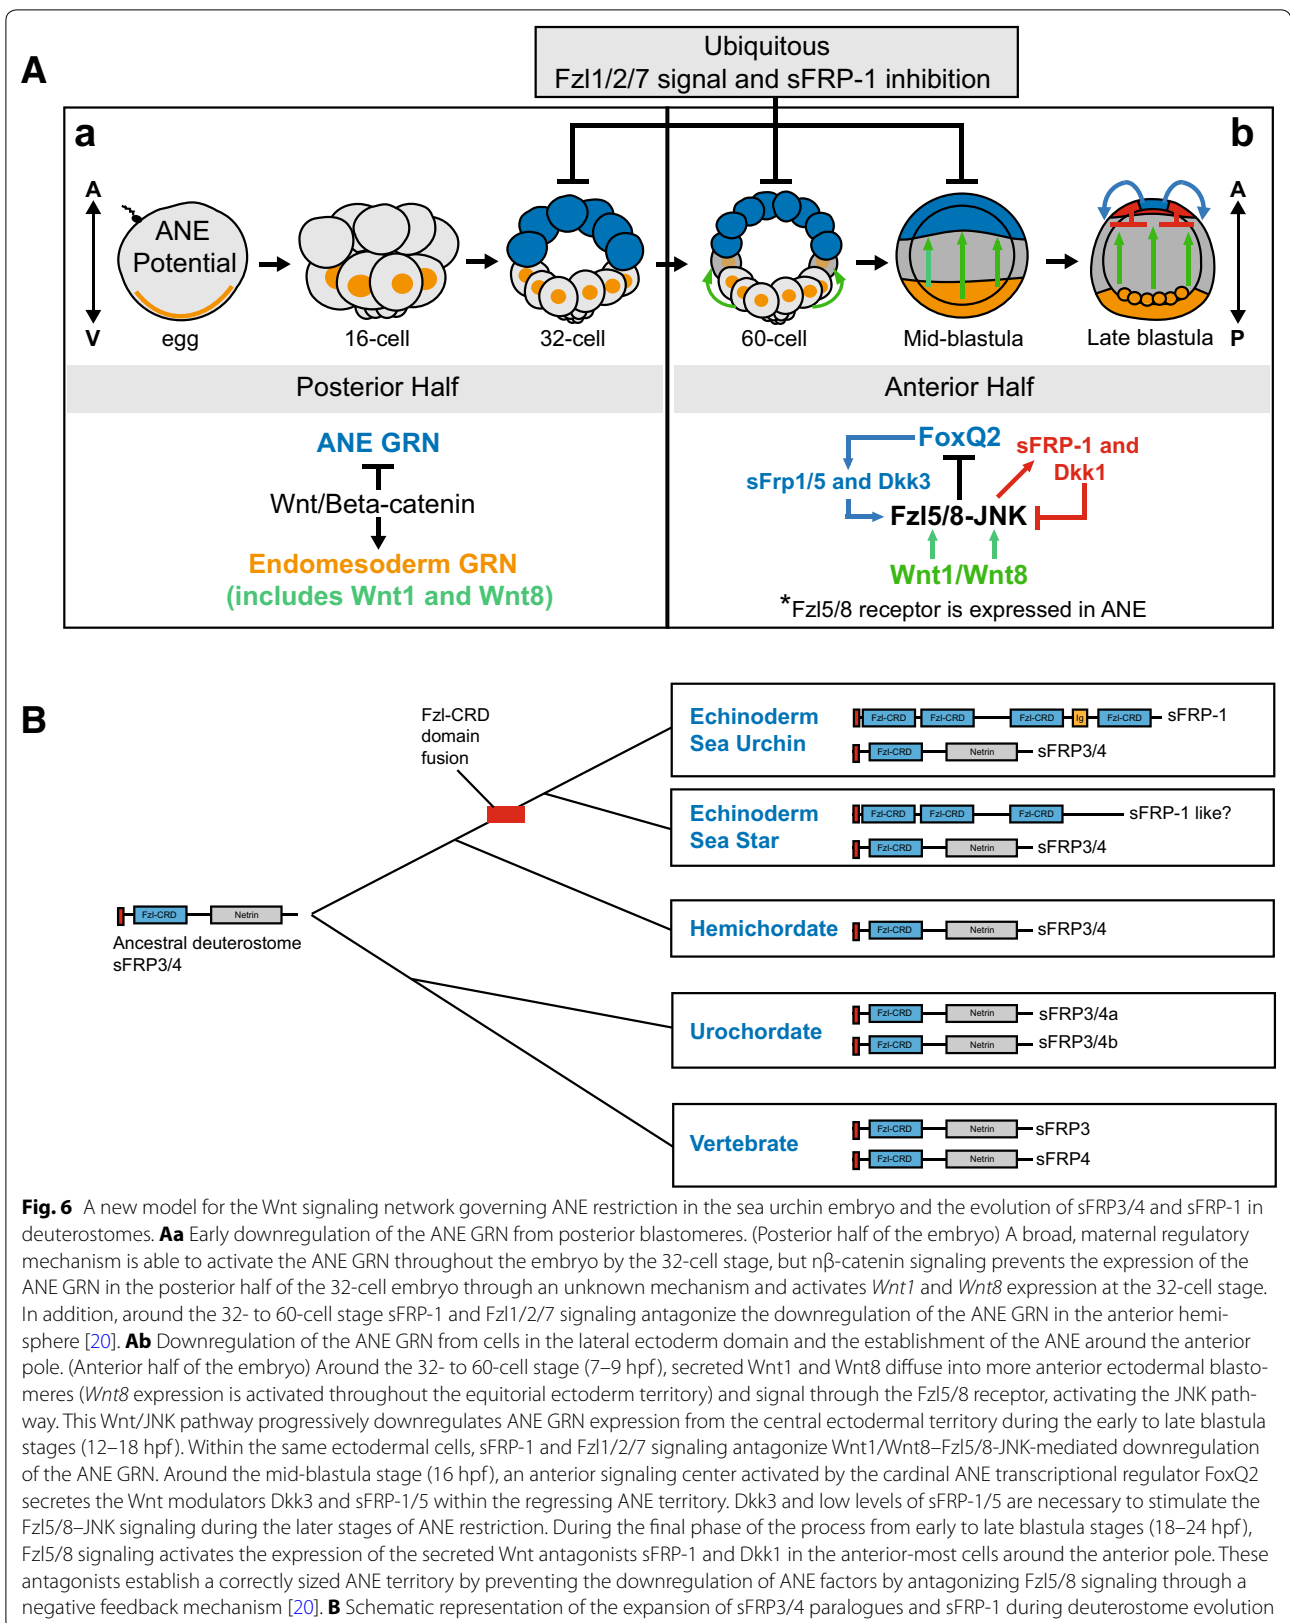 Ubiquitous
Fzl1/2/7 signal and sFRP-1 inhibition
A
a
b
A
V
ANE
Potential
A
P
egg
16-cell
32-cell
60-cell
Mid-blastula
Late blastula
Posterior Half
Anterior Half
ANE GRN
Wnt/Beta-catenin
Endomesoderm GRN
(includes Wnt1 and Wnt8)
FoxQ2
sFRP-1 and
Dkk1
sFrp1/5 and Dkk3
Fzl5/8-JNK
Wnt1/Wnt8
*Fzl5/8 receptor is expressed in ANE
B
Fzl-CRD
domain
fusion
Fzl-CRD Netrin
Ancestral deuterostome
sFRP3/4
Echinoderm
Sea Urchin
Fzl-CRD Fzl-CRD Fzl-CRD Ig Fzl-CRD sFRP-1
Fzl-CRD Netrin sFRP3/4
Echinoderm
Sea Star
Fzl-CRD Fzl-CRD Fzl-CRD sFRP-1 like?
Fzl-CRD Netrin sFRP3/4
Hemichordate
Fzl-CRD Netrin sFRP3/4
Urochordate
Fzl-CRD Netrin sFRP3/4a
Fzl-CRD Netrin sFRP3/4b
Vertebrate
Fzl-CRD Netrin sFRP3
Fzl-CRD Netrin sFRP4
Fig. 6 A new model for the Wnt signaling network governing ANE restriction in the sea urchin embryo and the evolution of sFRP3/4 and sFRP-1 in
deuterostomes. Aa Early downregulation of the ANE GRN from posterior blastomeres. (Posterior half of the embryo) A broad, maternal regulatory
mechanism is able to activate the ANE GRN throughout the embryo by the 32-cell stage, but nβ-catenin signaling prevents the expression of the
ANE GRN in the posterior half of the 32-cell embryo through an unknown mechanism and activates Wnt1 and Wnt8 expression at the 32-cell stage.
In addition, around the 32- to 60-cell stage sFRP-1 and Fzl1/2/7 signaling antagonize the downregulation of the ANE GRN in the anterior hemi-
sphere [20]. Ab Downregulation of the ANE GRN from cells in the lateral ectoderm domain and the establishment of the ANE around the anterior
pole. (Anterior half of the embryo) Around the 32- to 60-cell stage (7–9 hpf), secreted Wnt1 and Wnt8 diffuse into more anterior ectodermal blasto-
meres (Wnt8 expression is activated throughout the equitorial ectoderm territory) and signal through the Fzl5/8 receptor, activating the JNK path-
way. This Wnt/JNK pathway progressively downregulates ANE GRN expression from the central ectodermal territory during the early to late blastula
stages (12–18 hpf). Within the same ectodermal cells, sFRP-1 and Fzl1/2/7 signaling antagonize Wnt1/Wnt8–Fzl5/8-JNK-mediated downregulation
of the ANE GRN. Around the mid-blastula stage (16 hpf), an anterior signaling center activated by the cardinal ANE transcriptional regulator FoxQ2
secretes the Wnt modulators Dkk3 and sFRP-1/5 within the regressing ANE territory. Dkk3 and low levels of sFRP-1/5 are necessary to stimulate the
Fzl5/8–JNK signaling during the later stages of ANE restriction. During the final phase of the process from early to late blastula stages (18–24 hpf),
Fzl5/8 signaling activates the expression of the secreted Wnt antagonists sFRP-1 and Dkk1 in the anterior-most cells around the anterior pole. These
antagonists establish a correctly sized ANE territory by preventing the downregulation of ANE factors by antagonizing Fzl5/8 signaling through a
negative feedback mechanism [20]. B Schematic representation of the expansion of sFRP3/4 paralogues and sFRP-1 during deuterostome evolution